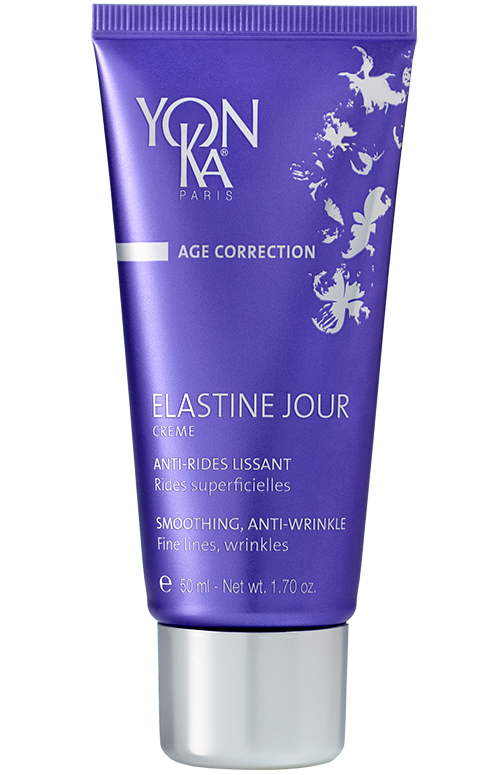 YON
KA®
PARIS
AGE CORRECTION
ELASTINE JOUR
CREME
ANTI-RIDES LISSANT
Rides superficielles
SMOOTHING, ANTI-WRINKLE
Fine lines, wrinkles
℮ 50 ml - Net wt. 1.70 oz.